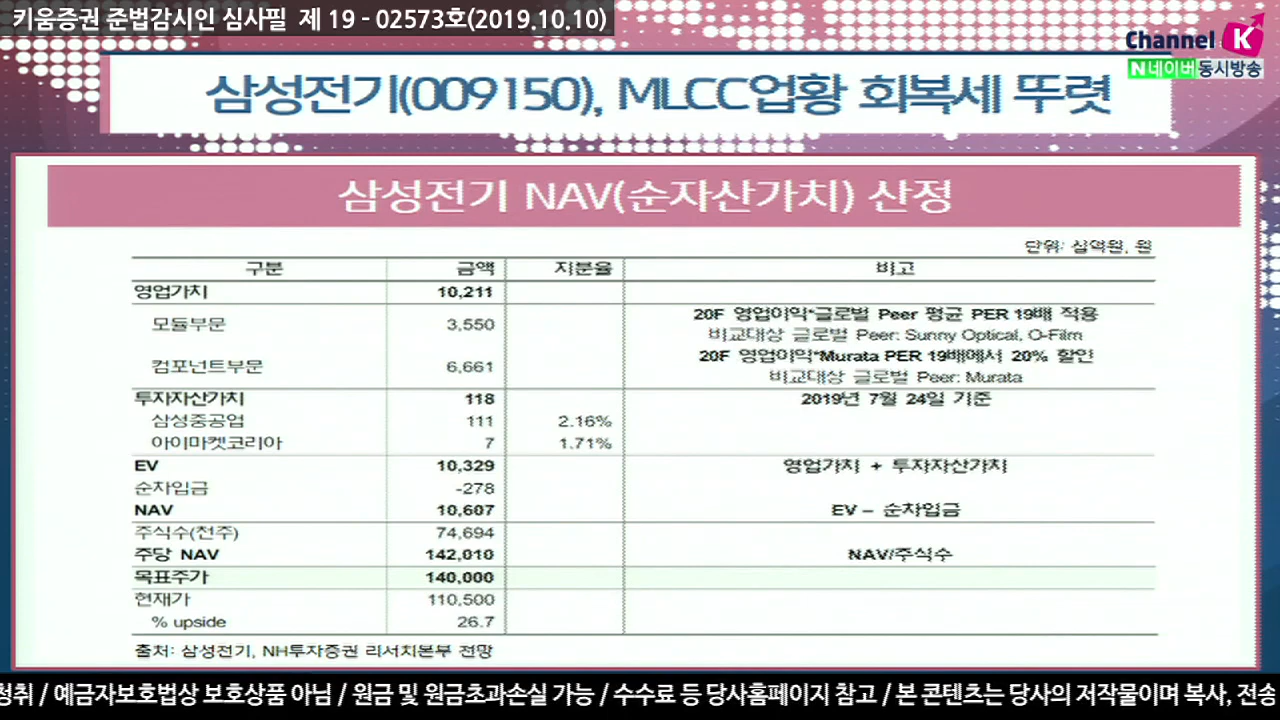 키움증권 준법감시인 심사필 제 19 - 02573호(2019.10.10)
Channel K
N 네이버 동시방송
삼성전기(009150), MLCC업황 회복세 뚜렷
삼성전기 NAV(순자산가치) 산정
단위: 십억원, 원
구분 금액 지분율 비고
영업가치 10,211
모듈부문 3,550 20F 영업이익*글로벌 Peer 평균 PER 19배 적용
비교대상 글로벌 Peer: Sunny Optical, O-Film
컴포넌트부문 6,661 20F 영업이익*Murata PER 19배에서 20% 할인
비교대상 글로벌 Peer: Murata
투자자산가치 118 2019년 7월 24일 기준
삼성중공업 111 2.16%
아이마켓코리아 7 1.71%
EV 10,329 영업가치 + 투자자산가치
순차입금 -278
NAV 10,607 EV – 순차입금
주식수(천주) 74,694
주당 NAV 142,010 NAV/주식수
목표주가 140,000
현재가 110,500
% upside 26.7
출처: 삼성전기, NH투자증권 리서치본부 전망
청취 / 예금자보호법상 보호상품 아님 / 원금 및 원금초과손실 가능 / 수수료 등 당사홈페이지 참고 / 본 콘텐츠는 당사의 저작물이며 복사, 전송